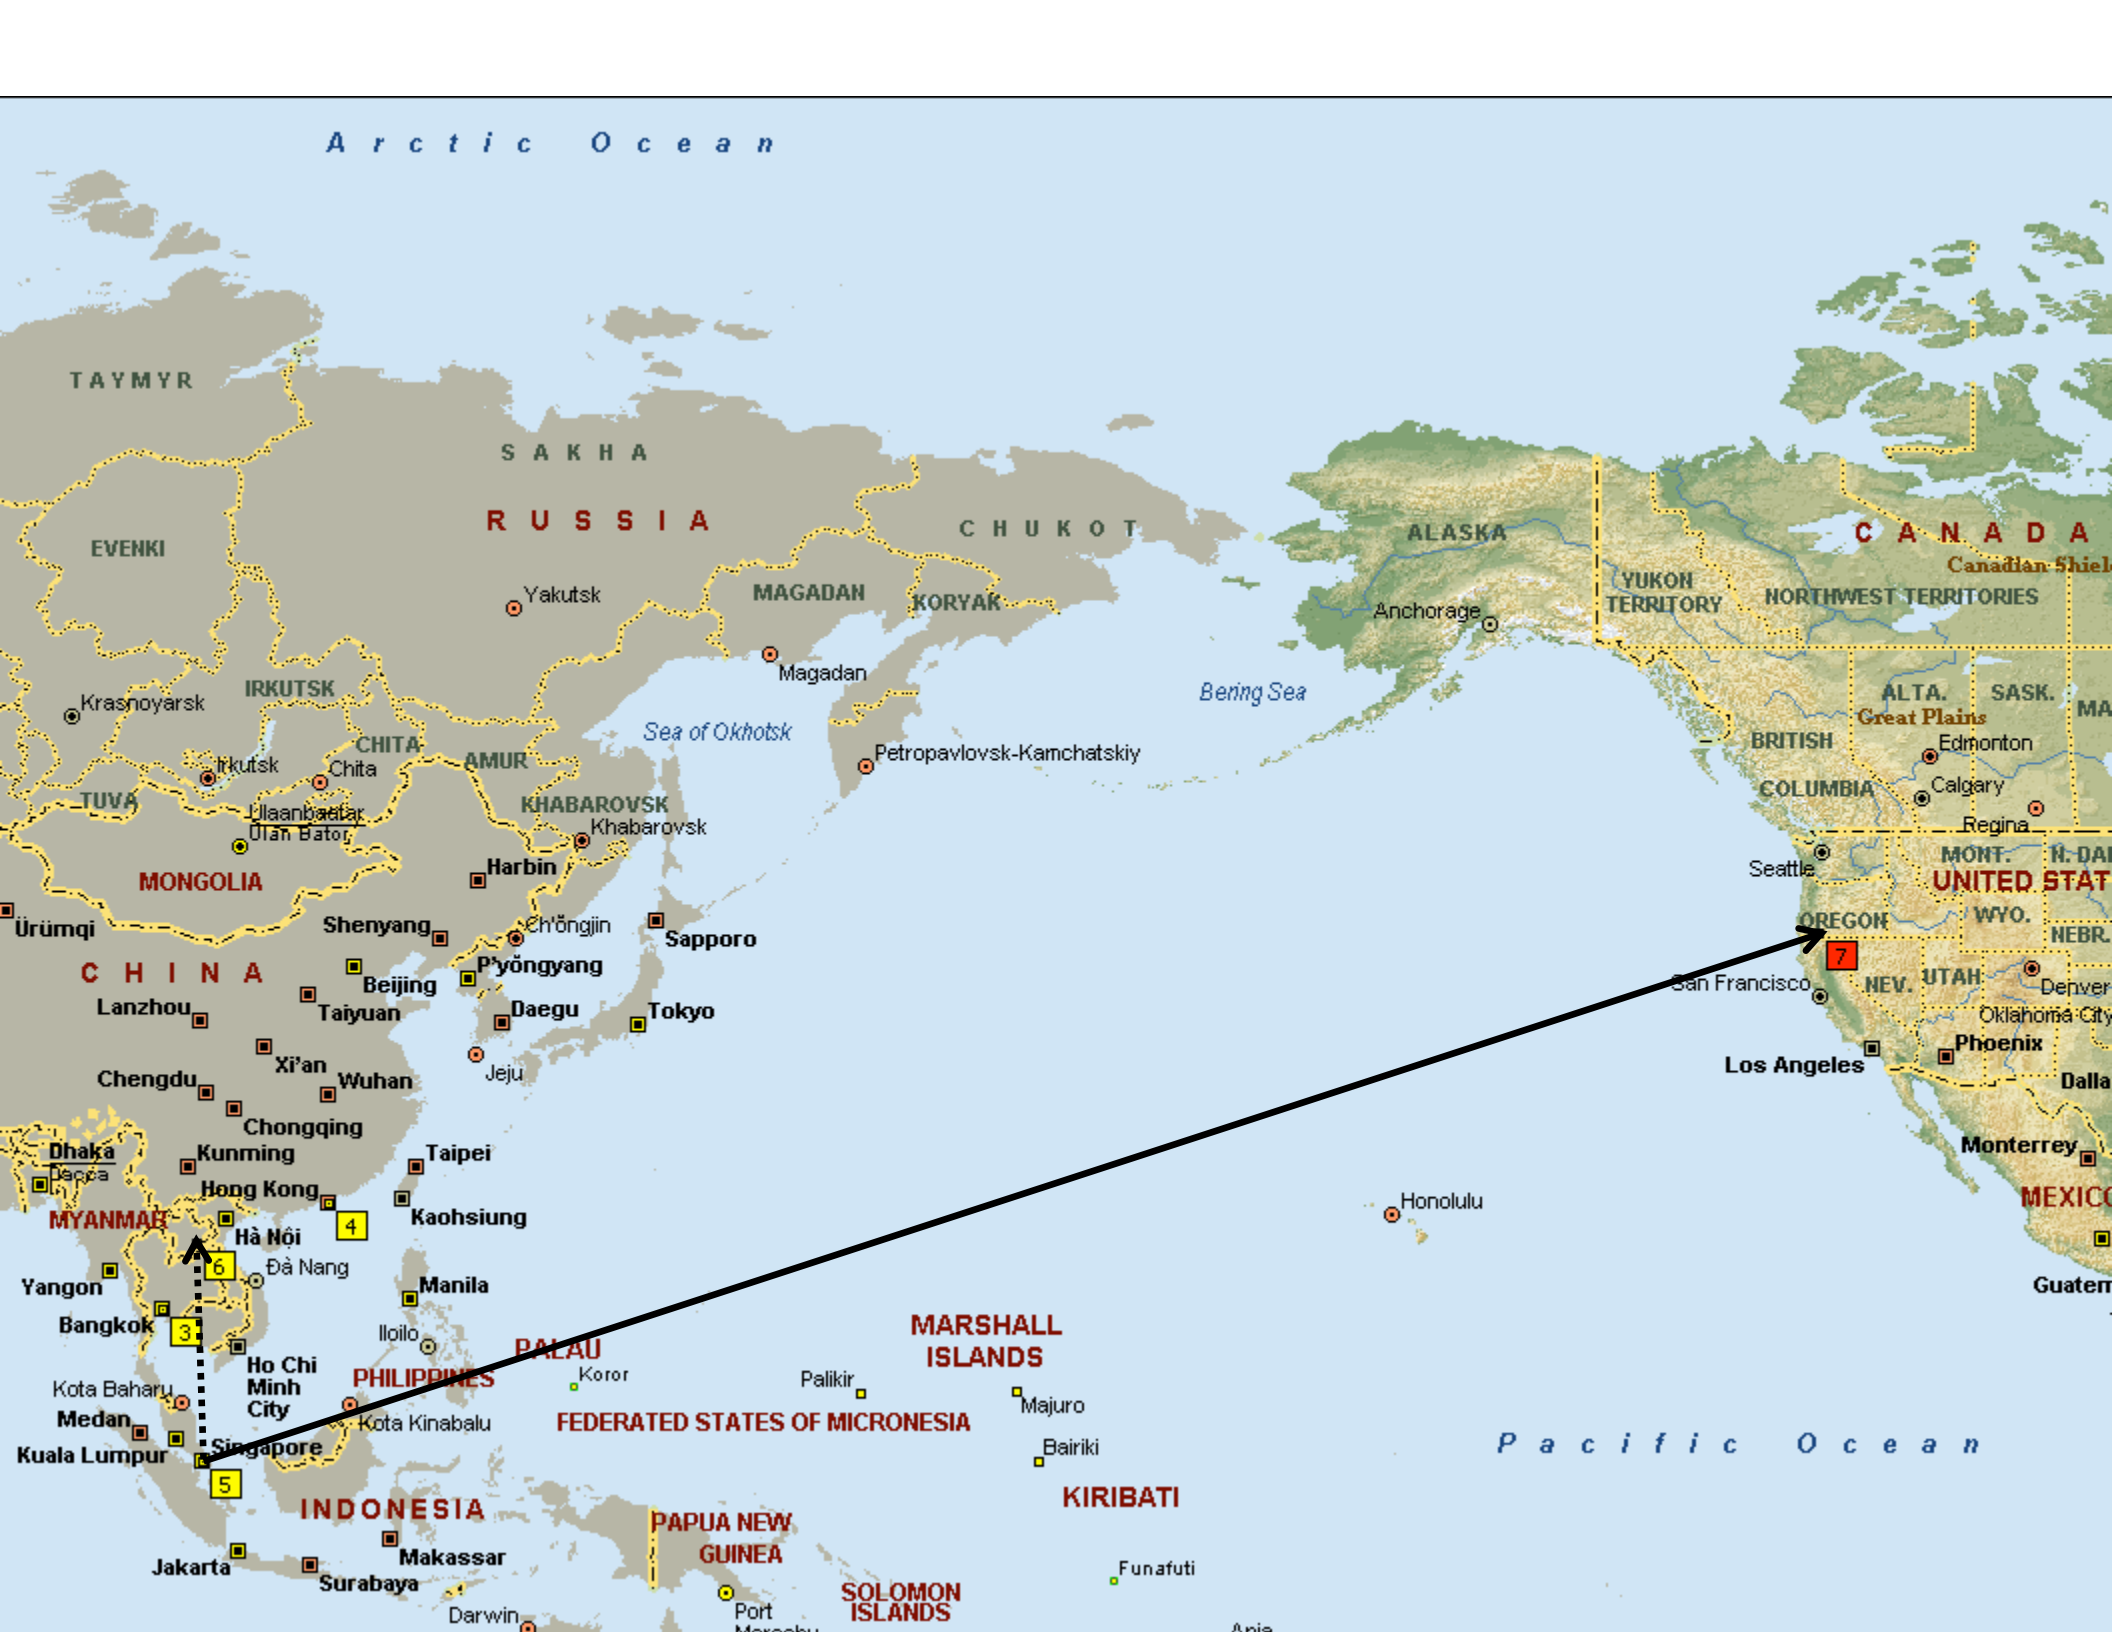 Arctic Ocean
TAYMYR
SAKHA
RUSSIA
CHUKOT
EVENKI
MAGADAN
KORYAK
Yakutsk
Magadan
ALASKA
Anchorage
YUKON
TERRITORY
CANADA
Canadian Shiel
NORTHWEST TERRITORIES
Krasnoyarsk
IRKUTSK
Sea of Okhotsk
Bering Sea
ALTA.
SASK.
MA
Great Plains
BRITISH
COLUMBIA
Edmonton
Calgary
Regina
CHITA
AMUR
Irkutsk
Chita
Petropavlovsk-Kamchatskiy
TUVA
Ulaanbaatar
Ulan Bator
KHABAROVSK
Khabarovsk
MONGOLIA
Harbin
Seattle
MONT.
N. DA
UNITED STAT
Ürümqi
Shenyang
Ch'ŏngjin
Sapporo
OREGON
WYO.
NEBR.
CHINA
Beijing
P'yŏngyang
7
San Francisco
NEV.
UTAH
Denver
Lanzhou
Taiyuan
Daegu
Tokyo
Oklahoma City
Xi'an
Jeju
Los Angeles
Phoenix
Chengdu
Wuhan
Dalla
Chongqing
Dhaka
Dacca
Kunming
Taipei
Monterrey
Hong Kong
4
Kaohsiung
Honolulu
MEXICO
MYANMAR
Hà Nội
6
Đà Nang
Yangon
Manila
Guatem
Bangkok
3
Iloilo
PALAU
MARSHALL
ISLANDS
Ho Chi
Minh
City
PHILIPPINES
Koror
Palikir
Majuro
Kota Baharu
Kota Kinabalu
FEDERATED STATES OF MICRONESIA
Medan
Kuala Lumpur
Singapore
5
Bairiki
Pacific Ocean
KIRIBATI
INDONESIA
PAPUA NEW
GUINEA
Jakarta
Makassar
Surabaya
Funafuti
SOLOMON
ISLANDS
Darwin
Port